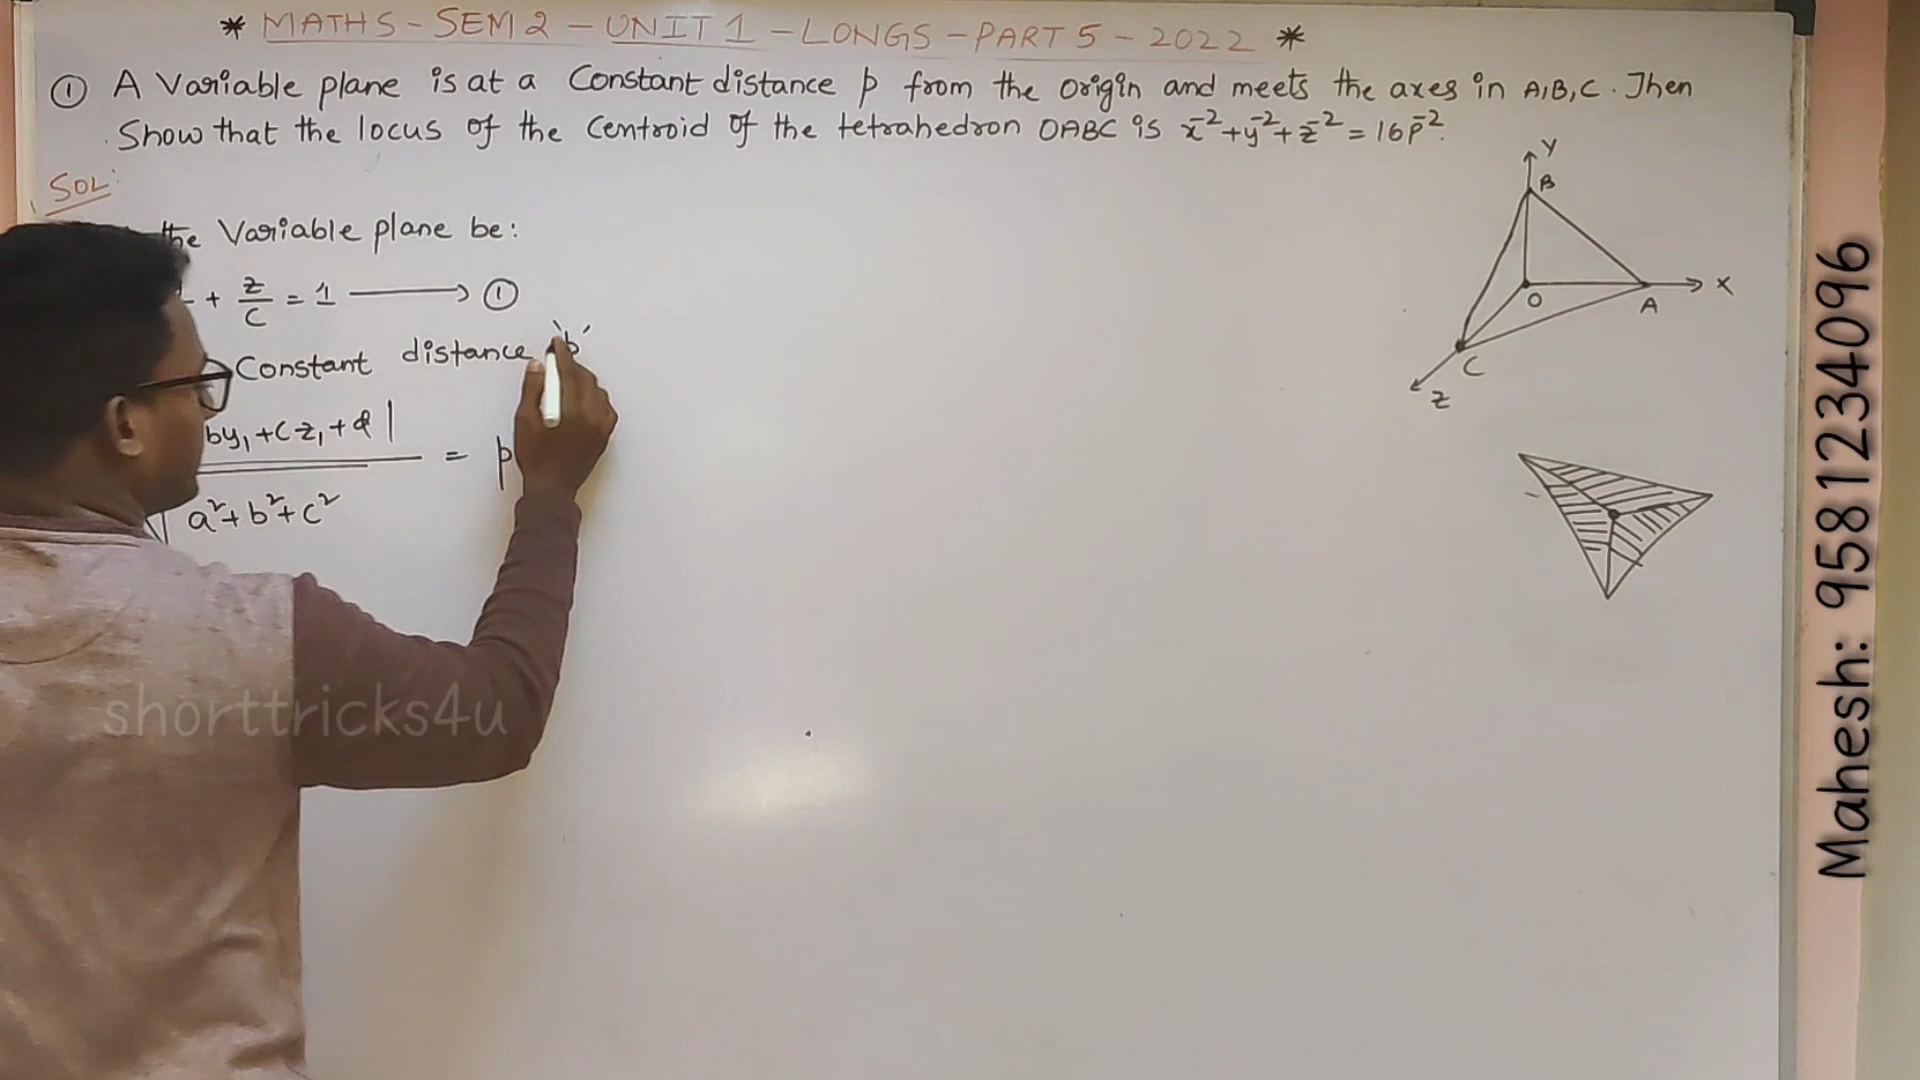 * MATHS - SEM 2 - UNIT 1 - LONGS - PART 5 - 2022 *
① A Variable plane is at a Constant distance p from the origin and meets the axes in A,B,C. Then
Show that the locus of the Centroid of the tetrahedron OABC is x⁻²+y⁻²+z⁻² = 16p⁻².
SOL:
the Variable plane be:
+ z/c = 1 ⟶ ①
Constant distance 'p'
by₁+cz₁+d| = p
a²+b²+c²
Y
B
O
A
X
C
Z
shorttricks4u
Mahesh: 9581234096